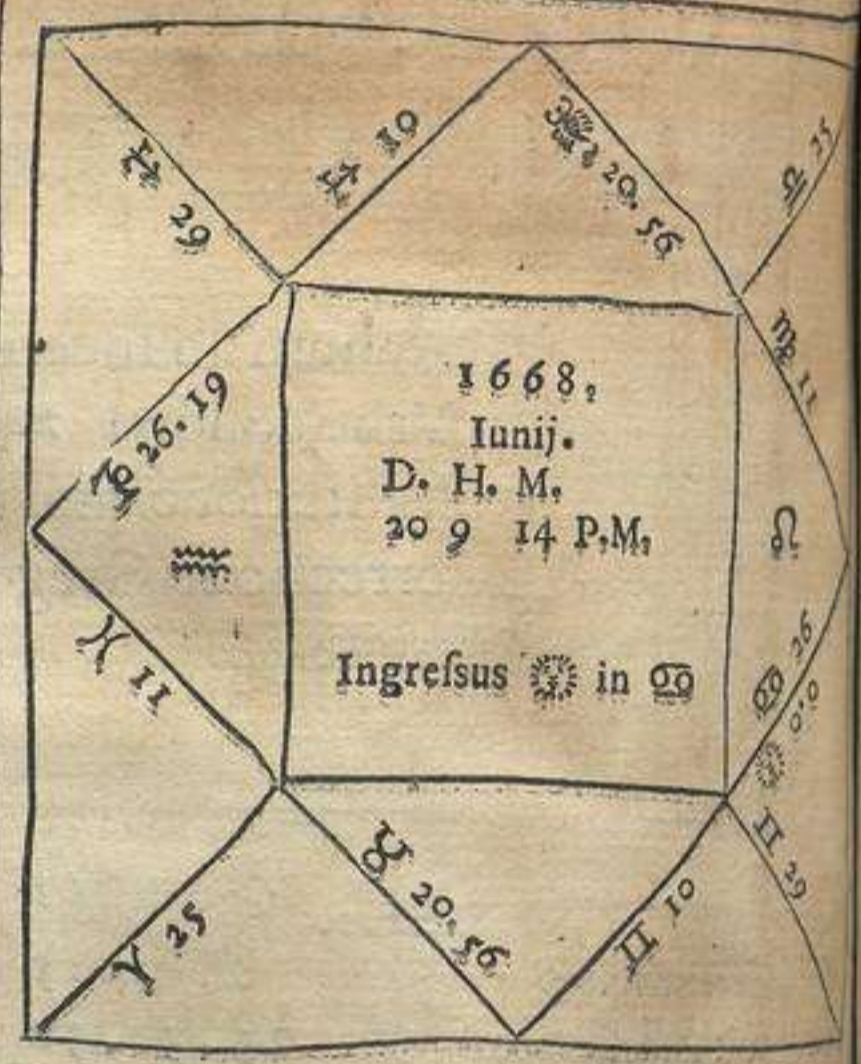 ♐ 29
♐ 10
20. 56
♎ 25
♍ 11
♑ 26. 19
1668,
Iunij.
D. H. M.
20 9 14 P,M,
♌
♒
Ingreſsus ☉ in ♋
♋ 26
☉ 0.0
♓ 11
♊ 29
♉ 20. 56
♊ 10
♈ 25